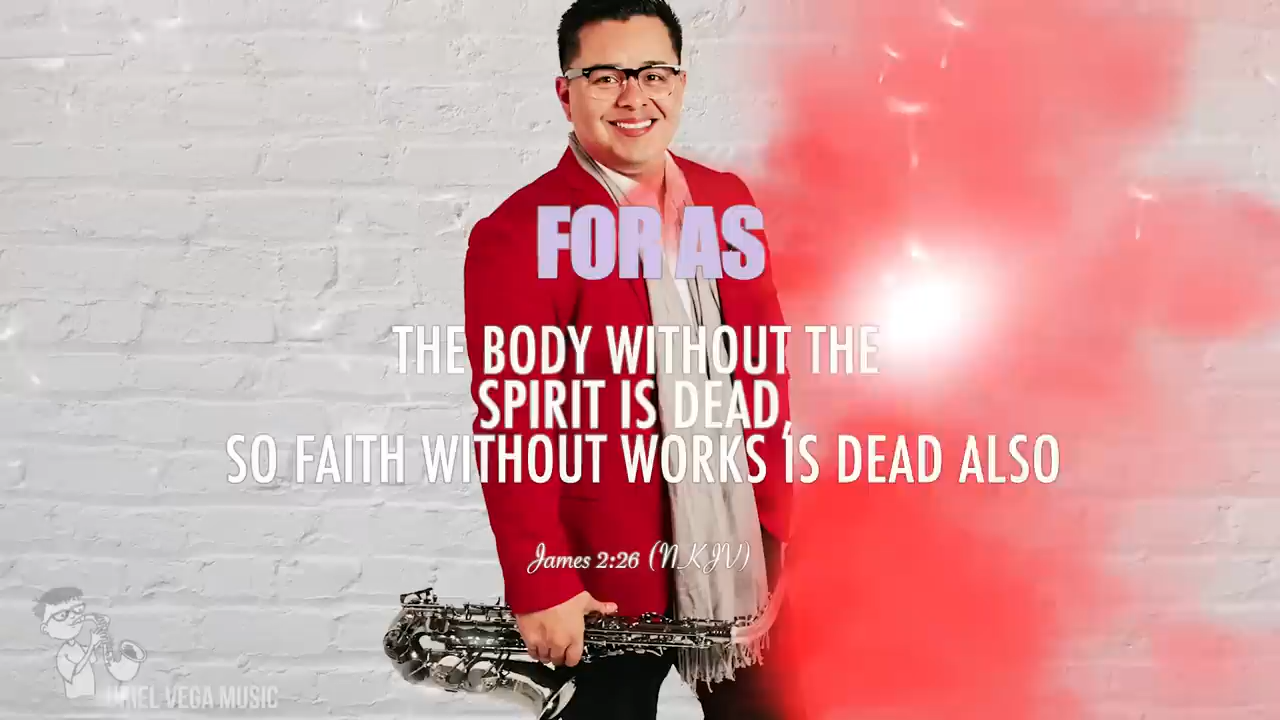 FOR AS
THE BODY WITHOUT THE
SPIRIT IS DEAD,
SO FAITH WITHOUT WORKS IS DEAD ALSO
James 2:26 (NKJV)
VEGA MUSIC